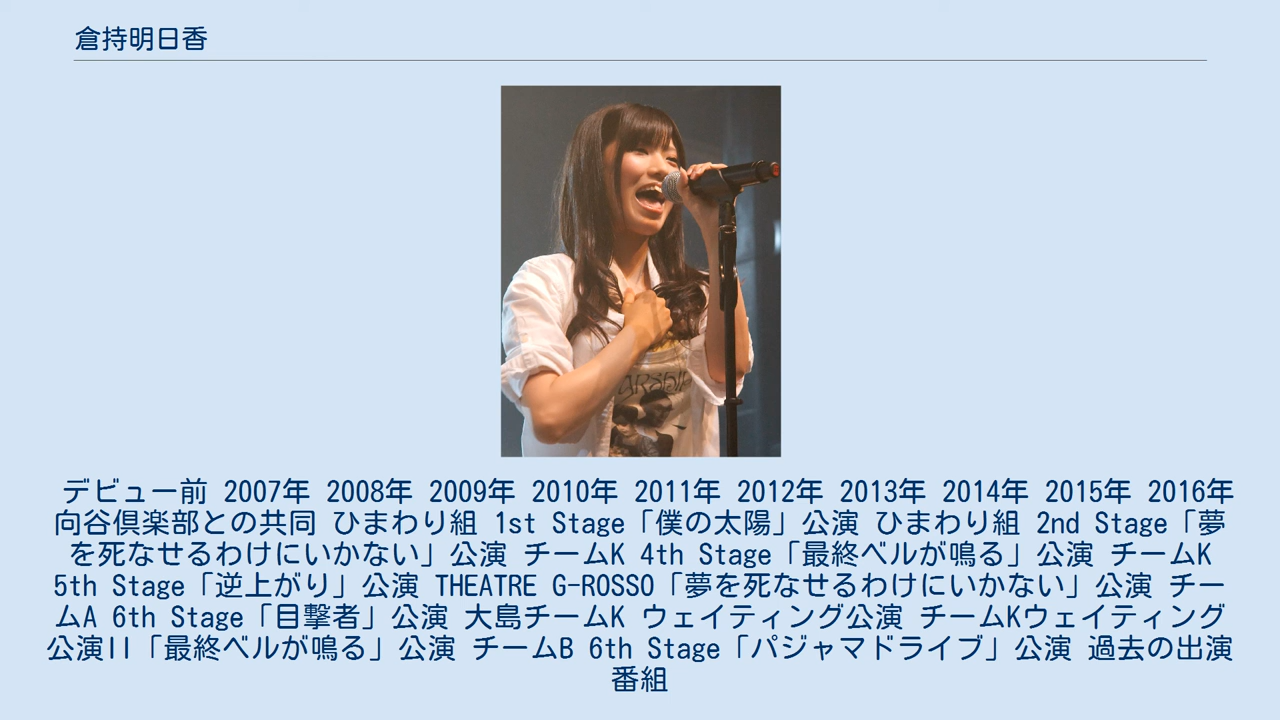 倉持明日香
デビュー前 2007年 2008年 2009年 2010年 2011年 2012年 2013年 2014年 2015年 2016年
向谷倶楽部との共同 ひまわり組 1st Stage「僕の太陽」公演 ひまわり組 2nd Stage「夢
を死なせるわけにいかない」公演 チームK 4th Stage「最終ベルが鳴る」公演 チームK
5th Stage「逆上がり」公演 THEATRE G-ROSSO「夢を死なせるわけにいかない」公演 チー
ムA 6th Stage「目撃者」公演 大島チームK ウェイティング公演 チームKウェイティング
公演II「最終ベルが鳴る」公演 チームB 6th Stage「パジャマドライブ」公演 過去の出演
番組